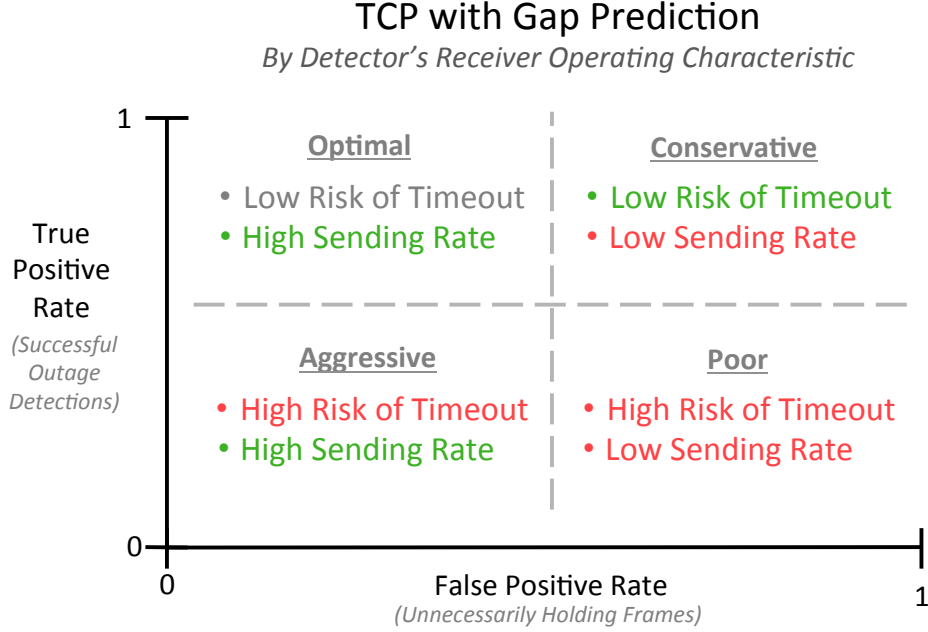 TCP with Gap Prediction
By Detector's Receiver Operating Characteristic
1
Optimal
• Low Risk of Timeout
• High Sending Rate
Conservative
• Low Risk of Timeout
• Low Sending Rate
True
Positive
Rate
(Successful
Outage
Detections)
Aggressive
• High Risk of Timeout
• High Sending Rate
Poor
• High Risk of Timeout
• Low Sending Rate
0
0
False Positive Rate
(Unnecessarily Holding Frames)
1